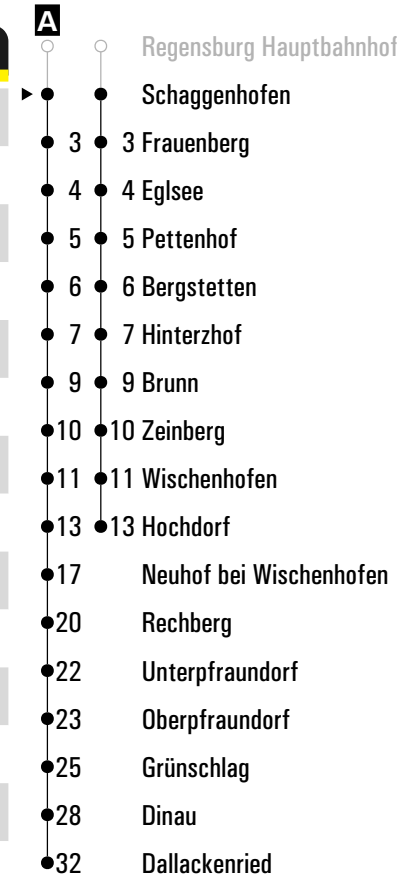 A
Regensburg Hauptbahnhof
Schaggenhofen
3 3 Frauenberg
4 4 Eglsee
5 5 Pettenhof
6 6 Bergstetten
7 7 Hinterzhof
9 9 Brunn
10 10 Zeinberg
11 11 Wischenhofen
13 13 Hochdorf
17 Neuhof bei Wischenhofen
20 Rechberg
22 Unterpfraundorf
23 Oberpfraundorf
25 Grünschlag
28 Dinau
32 Dallackenried